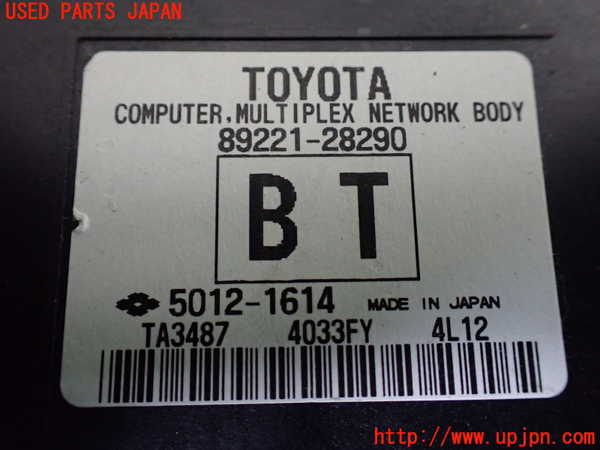 USED PARTS JAPAN
TOYOTA
COMPUTER,MULTIPLEX NETWORK BODY
89221-28290
BT
5012-1614 MADE IN JAPAN
TA3487 4033FY 4L12
http://www.upjpn.com/